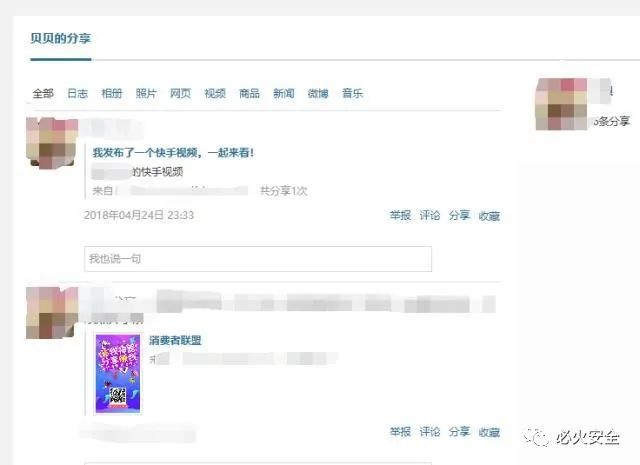 贝贝的分享
全部 日志 相册 照片 网页 视频 商品 新闻 微博 音乐
条分享
我发布了一个快手视频，一起来看！
的快手视频
来自 共分享1次
2018年04月24日 23:33
举报 评论 分享 收藏
我也说一句
消费者联盟
来
举报 评论 分享 收藏
必火安全